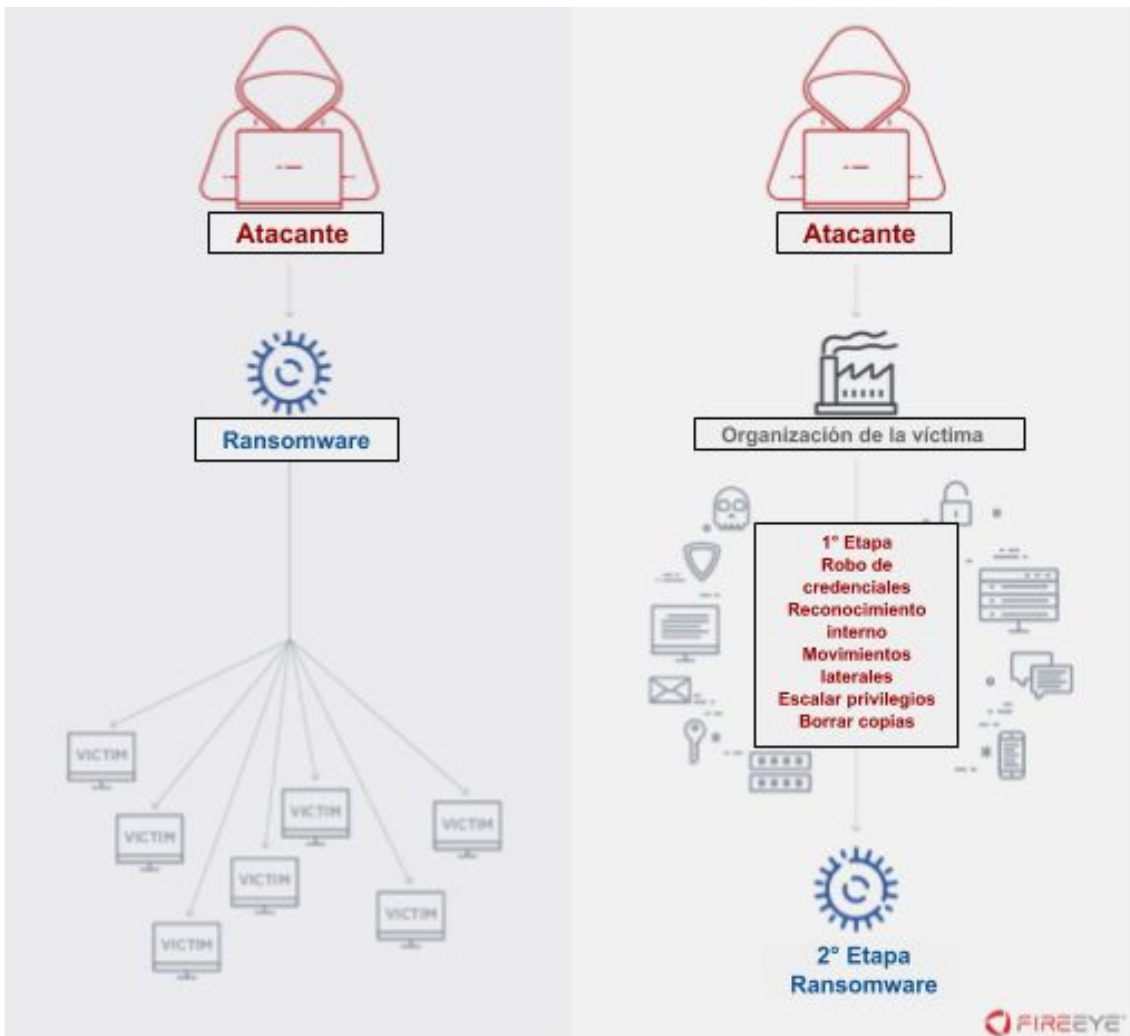 Atacante
Ransomware
VICTIM
VICTIM
VICTIM
VICTIM
VICTIM
VICTIM
VICTIM
Atacante
Organización de la víctima
1° Etapa
Robo de
credenciales
Reconocimiento
interno
Movimientos
laterales
Escalar privilegios
Borrar copias
2° Etapa
Ransomware
FIREEYE